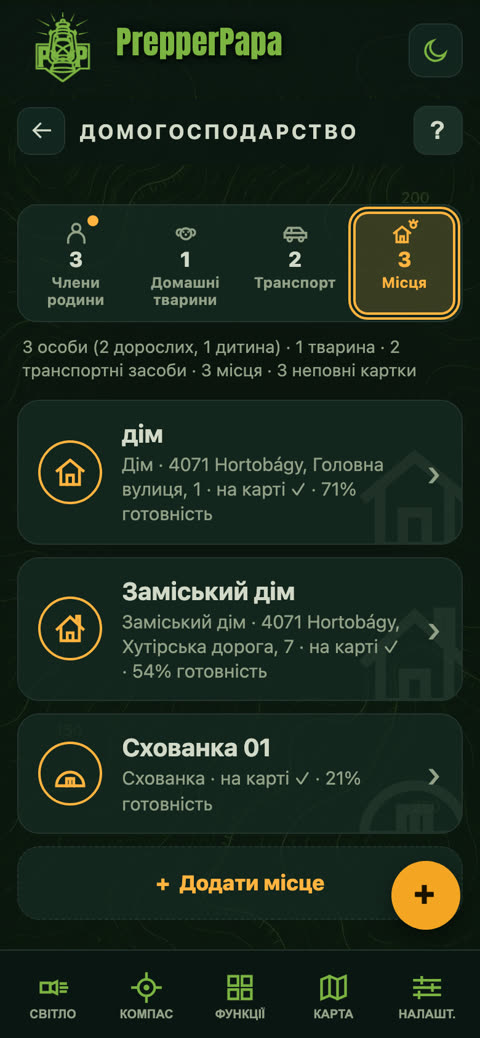 PrepperPapa
←
ДОМОГОСПОДАРСТВО
?
200
3
Члени
родини
1
Домашні
тварини
2
Транспорт
3
Місця
3 особи (2 дорослих, 1 дитина) · 1 тварина · 2
транспортні засоби · 3 місця · 3 неповні картки
дім
Дім · 4071 Hortobágy, Головна
вулиця, 1 · на карті ✓ · 71%
готовність
Заміський дім
Заміський дім · 4071 Hortobágy,
Хутірська дорога, 7 · на карті ✓
· 54% готовність
Схованка 01
Схованка · на карті ✓ · 21%
готовність
+ Додати місце
+
СВІТЛО
КОМПАС
ФУНКЦІЇ
КАРТА
НАЛАШТ.